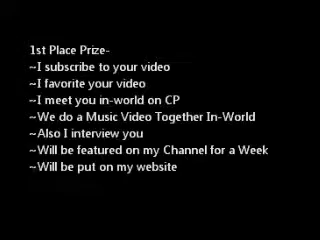 1st Place Prize-
~I subscribe to your video
~I favorite your video
~I meet you in-world on CP
~We do a Music Video Together In-World
~Also I interview you
~Will be featured on my Channel for a Week
~Will be put on my website